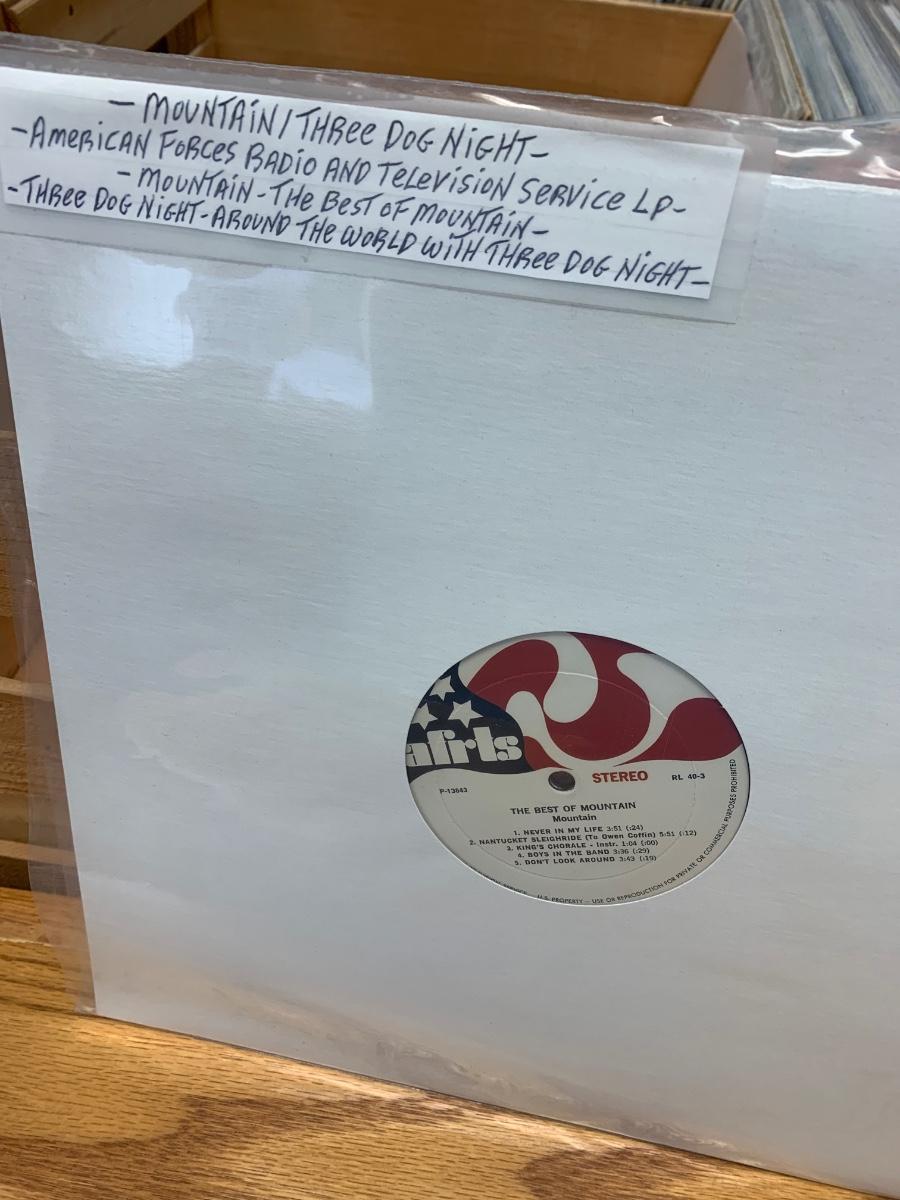 - MOUNTAIN / THREE DOG NIGHT -
- AMERICAN FORCES RADIO AND TELEVISION SERVICE LP -
- MOUNTAIN - THE BEST OF MOUNTAIN -
- THREE DOG NIGHT - AROUND THE WORLD WITH THREE DOG NIGHT -
afrts
STEREO
RL 40-3
P-13843
THE BEST OF MOUNTAIN
Mountain
1. NEVER IN MY LIFE 3:51 (:24)
2. NANTUCKET SLEIGHRIDE (To Owen Coffin) 5:51 (:12)
3. KING'S CHORALE - Instr. 1:04 (:00)
4. BOYS IN THE BAND 3:36 (:29)
5. DON'T LOOK AROUND 3:43 (:19)
SERVICE U.S. PROPERTY — USE OR REPRODUCTION FOR PRIVATE OR COMMERCIAL PURPOSES PROHIBITED